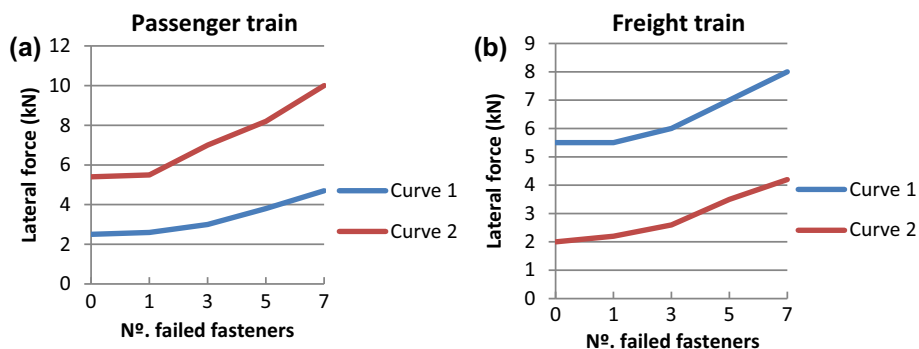 (a)
Passenger train
Lateral force (kN)
12
10
8
6
4
2
0
0 1 3 5 7
Nº. failed fasteners
Curve 1
Curve 2
(b)
Freight train
Lateral force (kN)
9
8
7
6
5
4
3
2
1
0
0 1 3 5 7
Nº. failed fasteners
Curve 1
Curve 2